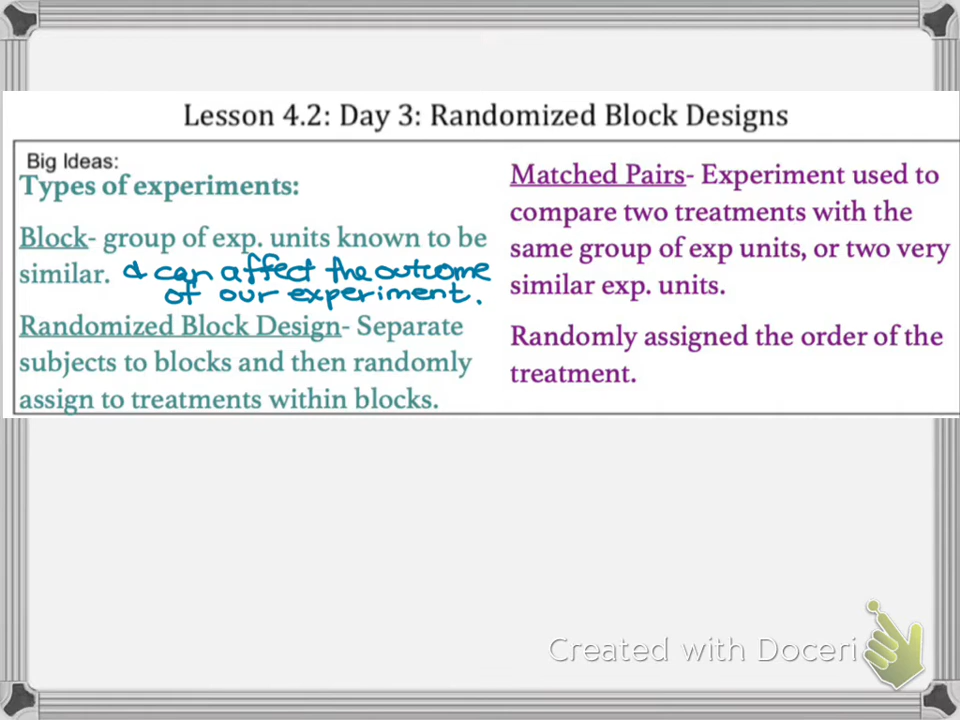 Lesson 4.2: Day 3: Randomized Block Designs
Big Ideas:
Types of experiments:
Block- group of exp. units known to be
similar. & can affect the outcome
of our experiment.
Randomized Block Design- Separate
subjects to blocks and then randomly
assign to treatments within blocks.
Matched Pairs- Experiment used to
compare two treatments with the
same group of exp units, or two very
similar exp. units.
Randomly assigned the order of the
treatment.
Created with Doceri